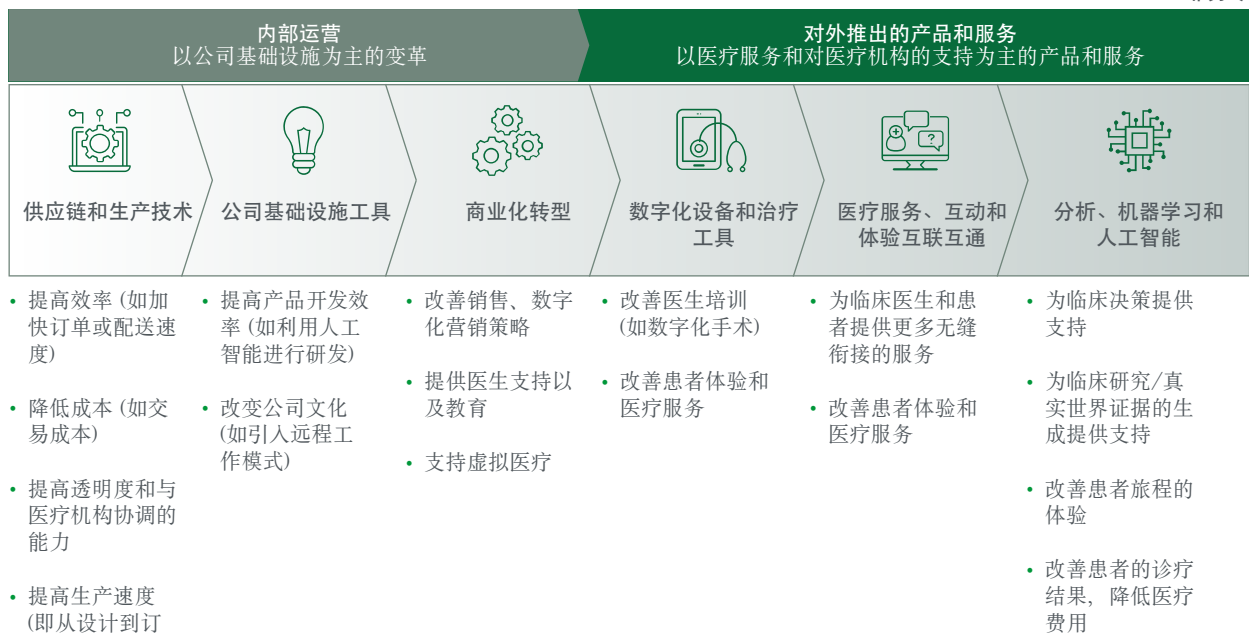 内部运营
以公司基础设施为主的变革
对外推出的产品和服务
以医疗服务和对医疗机构的支持为主的产品和服务
?
供应链和生产技术
公司基础设施工具
商业化转型
数字化设备和治疗
工具
医疗服务、互动和
体验互联互通
分析、机器学习和
人工智能
• 提高效率 (如加
快订单或配送速
度)
• 降低成本 (如交
易成本)
• 提高透明度和与
医疗机构协调的
能力
• 提高生产速度
(即从设计到订
• 提高产品开发效
率 (如利用人工
智能进行研发)
• 改变公司文化
(如引入远程工
作模式)
• 改善销售、数字
化营销策略
• 提供医生支持以
及教育
• 支持虚拟医疗
• 改善医生培训
(如数字化手术)
• 改善患者体验和
医疗服务
• 为临床医生和患
者提供更多无缝
衔接的服务
• 改善患者体验和
医疗服务
• 为临床决策提供
支持
• 为临床研究/真
实世界证据的生
成提供支持
• 改善患者旅程的
体验
• 改善患者的诊疗
结果，降低医疗
费用